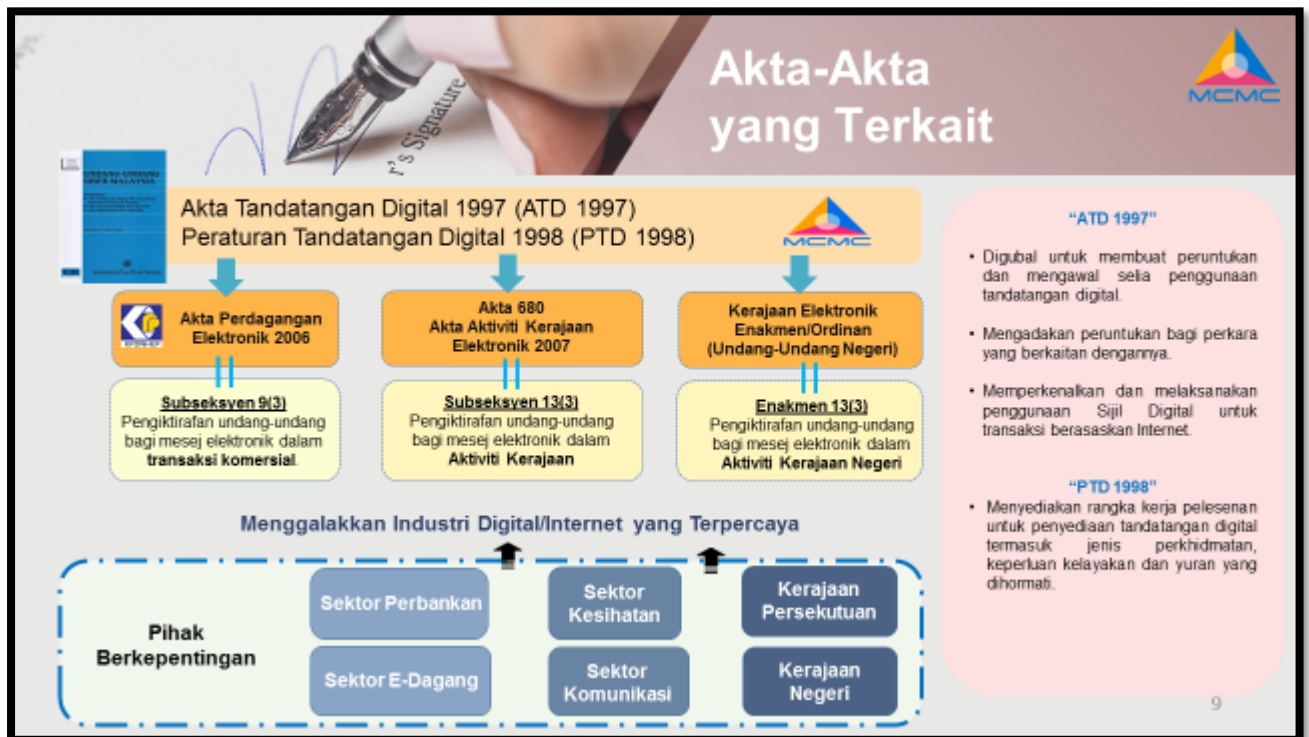 Akta-Akta
yang Terkait
MCMC
r's Signature
UNDANG-UNDANG
SIBER MALAYSIA
Akta Tandatangan Digital 1997 (ATD 1997)
Peraturan Tandatangan Digital 1998 (PTD 1998)
MCMC
Akta Perdagangan
Elektronik 2006
Akta 680
Akta Aktiviti Kerajaan
Elektronik 2007
Kerajaan Elektronik
Enakmen/Ordinan
(Undang-Undang Negeri)
Subseksyen 9(3)
Pengiktirafan undang-undang
bagi mesej elektronik dalam
transaksi komersial.
Subseksyen 13(3)
Pengiktirafan undang-undang
bagi mesej elektronik dalam
Aktiviti Kerajaan
Enakmen 13(3)
Pengiktirafan undang-undang
bagi mesej elektronik dalam
Aktiviti Kerajaan Negeri
Menggalakkan Industri Digital/Internet yang Terpercaya
Pihak
Berkepentingan
Sektor Perbankan
Sektor
Kesihatan
Kerajaan
Persekutuan
Sektor E-Dagang
Sektor
Komunikasi
Kerajaan
Negeri
“ATD 1997”
• Digubal untuk membuat peruntukan
dan mengawal selia penggunaan
tandatangan digital.
• Mengadakan peruntukan bagi perkara
yang berkaitan dengannya.
• Memperkenalkan dan melaksanakan
penggunaan Sijil Digital untuk
transaksi berasaskan Internet.
“PTD 1998”
• Menyediakan rangka kerja pelesenan
untuk penyediaan tandatangan digital
termasuk jenis perkhidmatan,
keperluan kelayakan dan yuran yang
dihormati.
9